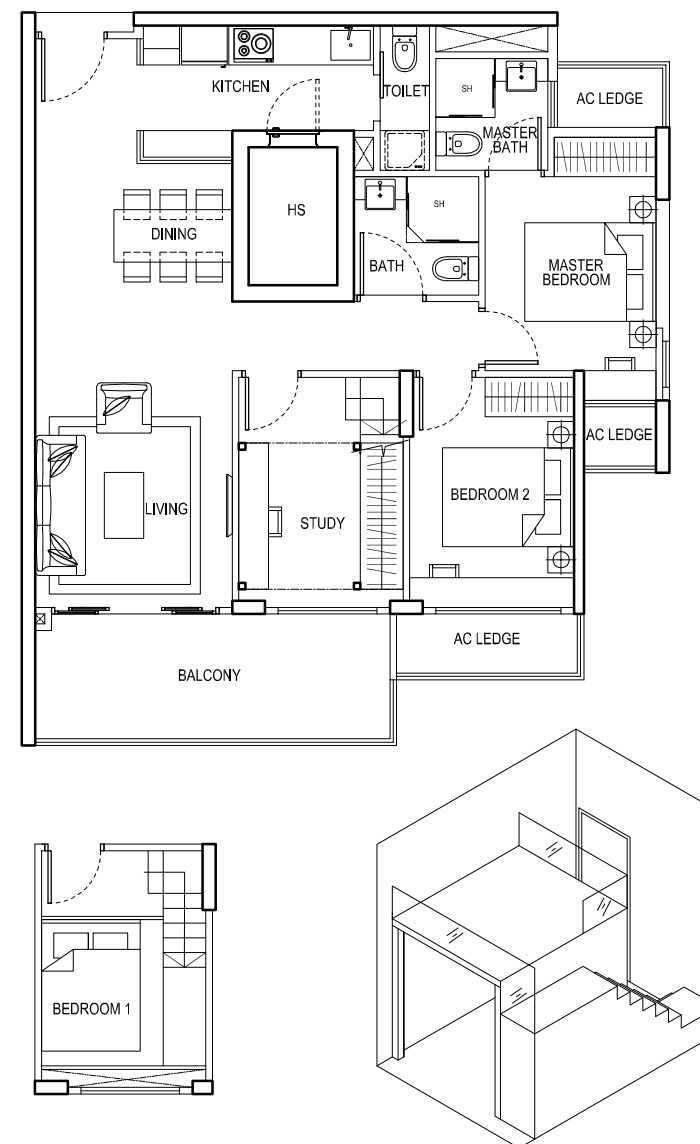 KITCHEN
TOILET
SH
MASTER
BATH
AC LEDGE
HS
SH
DINING
BATH
MASTER
BEDROOM
AC LEDGE
LIVING
STUDY
BEDROOM 2
AC LEDGE
BALCONY
BEDROOM 1